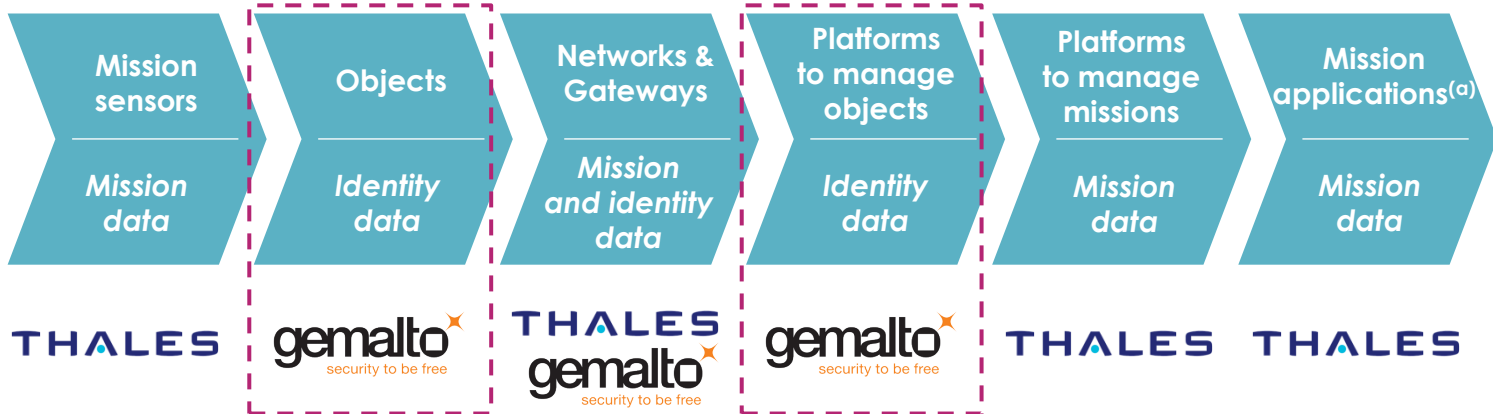 Mission
sensors
Mission
data
Objects
Identity
data
Networks &
Gateways
Mission
and identity
data
Platforms
to manage
objects
Identity
data
Platforms
to manage
missions
Mission
data
Mission
applications(a)
Mission
data
THALES
gemalto
security to be free
THALES
gemalto
security to be free
gemalto
security to be free
THALES
THALES